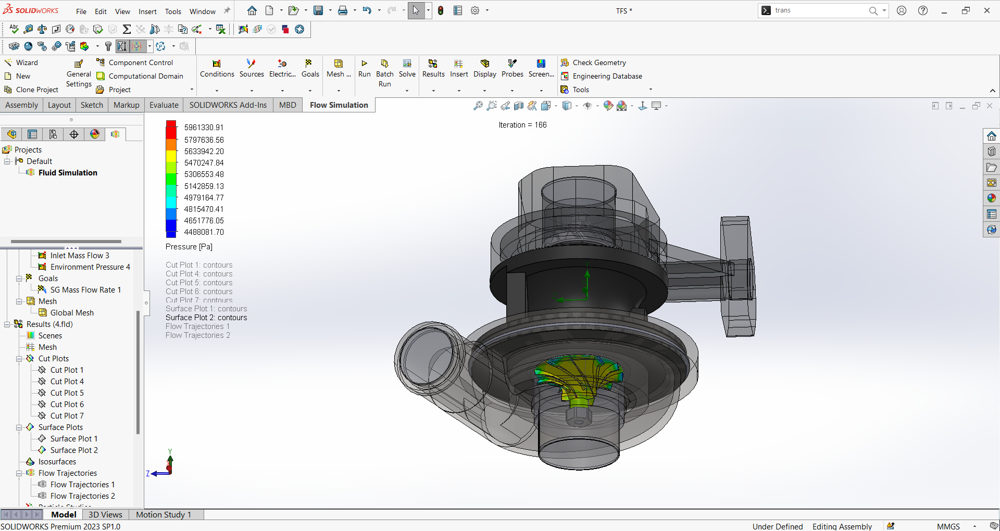 SOLIDWORKS File Edit View Insert Tools Window TFS * trans
Wizard
New
Clone Project
General Settings
Component Control
Computational Domain
Project
Conditions Sources Electric... Goals Mesh ... Run Batch Run Solve Results Insert Display Probes Screen...
Check Geometry
Engineering Database
Tools
Assembly Layout Sketch Markup Evaluate SOLIDWORKS Add-Ins MBD Flow Simulation
Projects
Default
Fluid Simulation
Inlet Mass Flow 3
Environment Pressure 4
Goals
SG Mass Flow Rate 1
Mesh
Global Mesh
Results (4.fld)
Scenes
Mesh
Cut Plots
Cut Plot 1
Cut Plot 4
Cut Plot 5
Cut Plot 6
Cut Plot 7
Surface Plots
Surface Plot 1
Surface Plot 2
Isosurfaces
Flow Trajectories
Flow Trajectories 1
Flow Trajectories 2
Iteration = 166
5961330.91
5797636.56
5633942.20
5470247.84
5306553.48
5142859.13
4979164.77
4815470.41
4651776.05
4488081.70
Pressure [Pa]
Cut Plot 1: contours
Cut Plot 4: contours
Cut Plot 5: contours
Cut Plot 6: contours
Cut Plot 7: contours
Surface Plot 1: contours
Surface Plot 2: contours
Flow Trajectories 1
Flow Trajectories 2
Y
Z
Model 3D Views Motion Study 1
SOLIDWORKS Premium 2023 SP1.0 Under Defined Editing Assembly MMGS